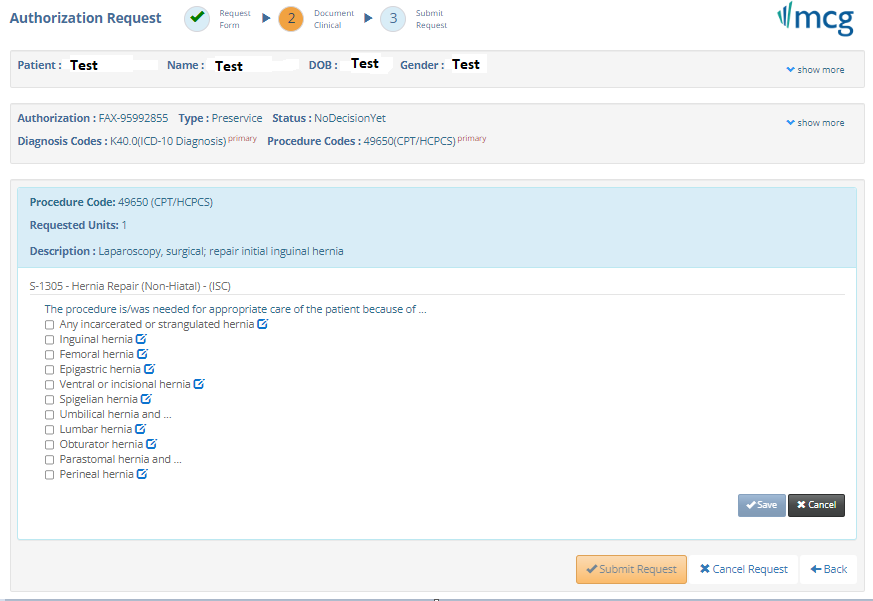 Authorization Request
Request Form
2
Document Clinical
3
Submit Request
mcg
Patient : Test Name : Test DOB : Test Gender : Test
show more
Authorization : FAX-95992855 Type : Preservice Status : NoDecisionYet
show more
Diagnosis Codes : K40.0(ICD-10 Diagnosis) primary Procedure Codes : 49650(CPT/HCPCS) primary
Procedure Code: 49650 (CPT/HCPCS)
Requested Units: 1
Description : Laparoscopy, surgical; repair initial inguinal hernia
S-1305 - Hernia Repair (Non-Hiatal) - (ISC)
The procedure is/was needed for appropriate care of the patient because of ...
Any incarcerated or strangulated hernia
Inguinal hernia
Femoral hernia
Epigastric hernia
Ventral or incisional hernia
Spigelian hernia
Umbilical hernia and ...
Lumbar hernia
Obturator hernia
Parastomal hernia and ...
Perineal hernia
Save Cancel
Submit Request Cancel Request Back